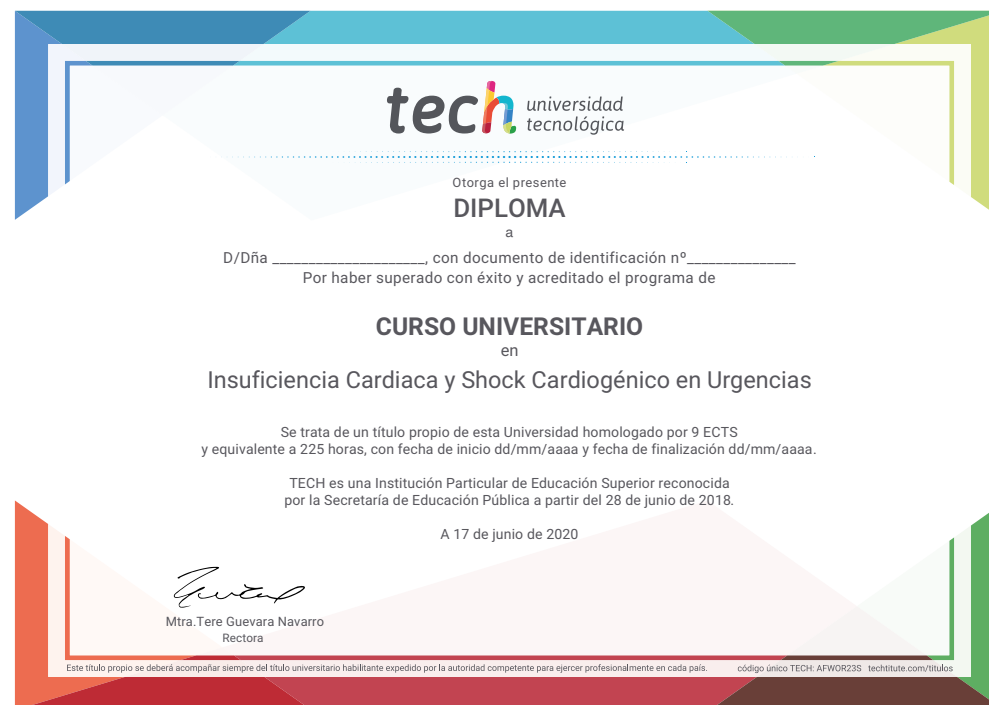 tech universidad
tecnológica
Otorga el presente
DIPLOMA
a
D/Dña _____________________, con documento de identificación nº_______________
Por haber superado con éxito y acreditado el programa de
CURSO UNIVERSITARIO
en
Insuficiencia Cardiaca y Shock Cardiogénico en Urgencias
Se trata de un título propio de esta Universidad homologado por 9 ECTS
y equivalente a 225 horas, con fecha de inicio dd/mm/aaaa y fecha de finalización dd/mm/aaaa.
TECH es una Institución Particular de Educación Superior reconocida
por la Secretaría de Educación Pública a partir del 28 de junio de 2018.
A 17 de junio de 2020
Mtra.Tere Guevara Navarro
Rectora
Este título propio se deberá acompañar siempre del título universitario habilitante expedido por la autoridad competente para ejercer profesionalmente en cada país. código único TECH: AFWOR23S techtitute.com/titulos